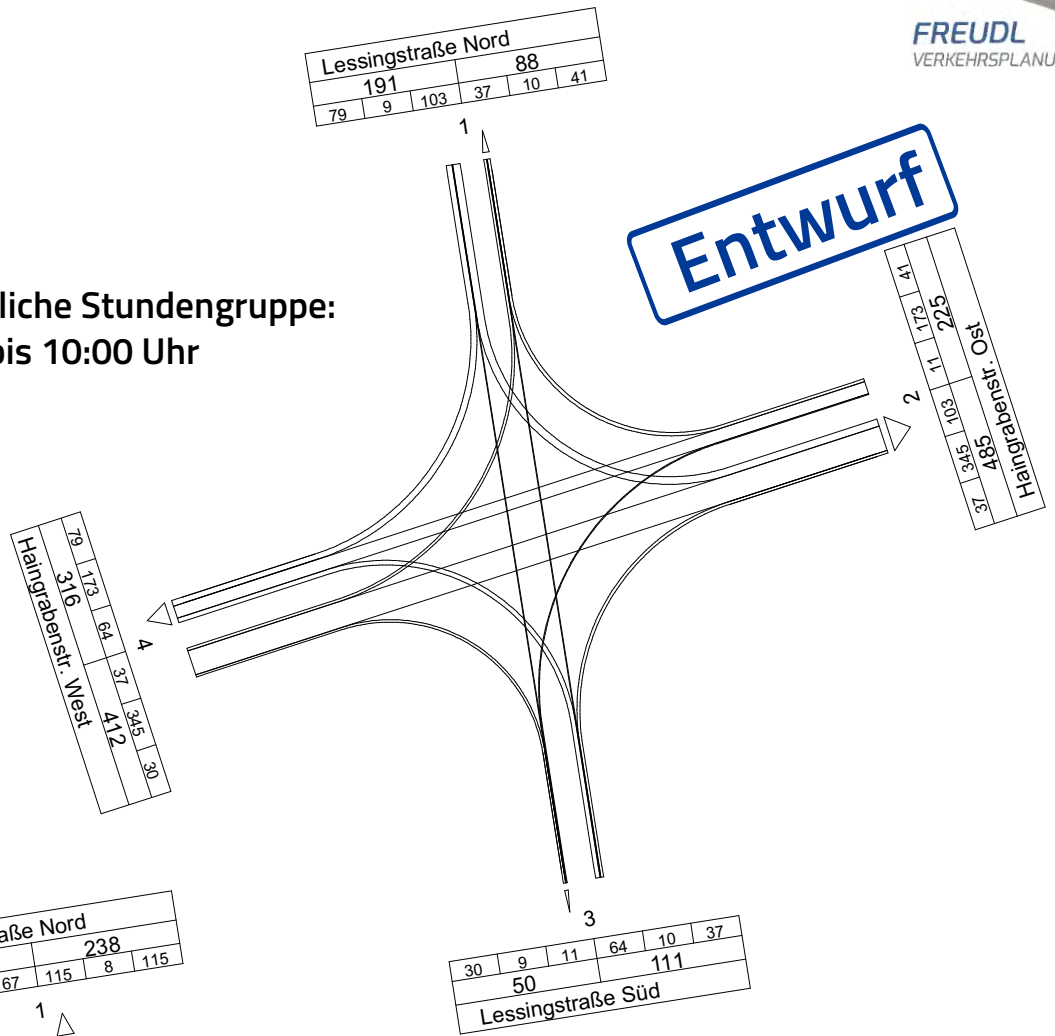 FREUDL
VERKEHRSPLANU
Lessingstraße Nord
191 88
79 9 103 37 10 41
1
Entwurf
liche Stundengruppe:
bis 10:00 Uhr
41 173 11 103 345 37
225 485
Haingrabenstr. Ost
2
79 173 64 37 345 30
316 412
Haingrabenstr. West
4
3
30 9 11 64 10 37
50 111
Lessingstraße Süd
aße Nord
238
67 115 8 115
1